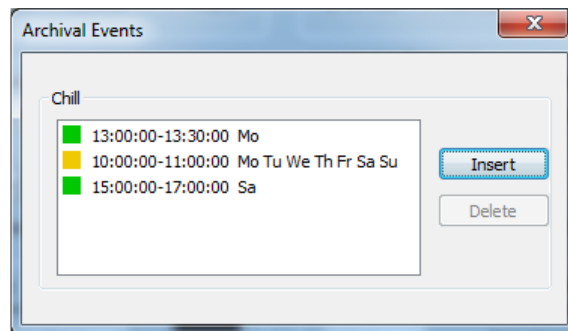 Archival Events
Chill
13:00:00-13:30:00 Mo
10:00:00-11:00:00 Mo Tu We Th Fr Sa Su
15:00:00-17:00:00 Sa
Insert
Delete